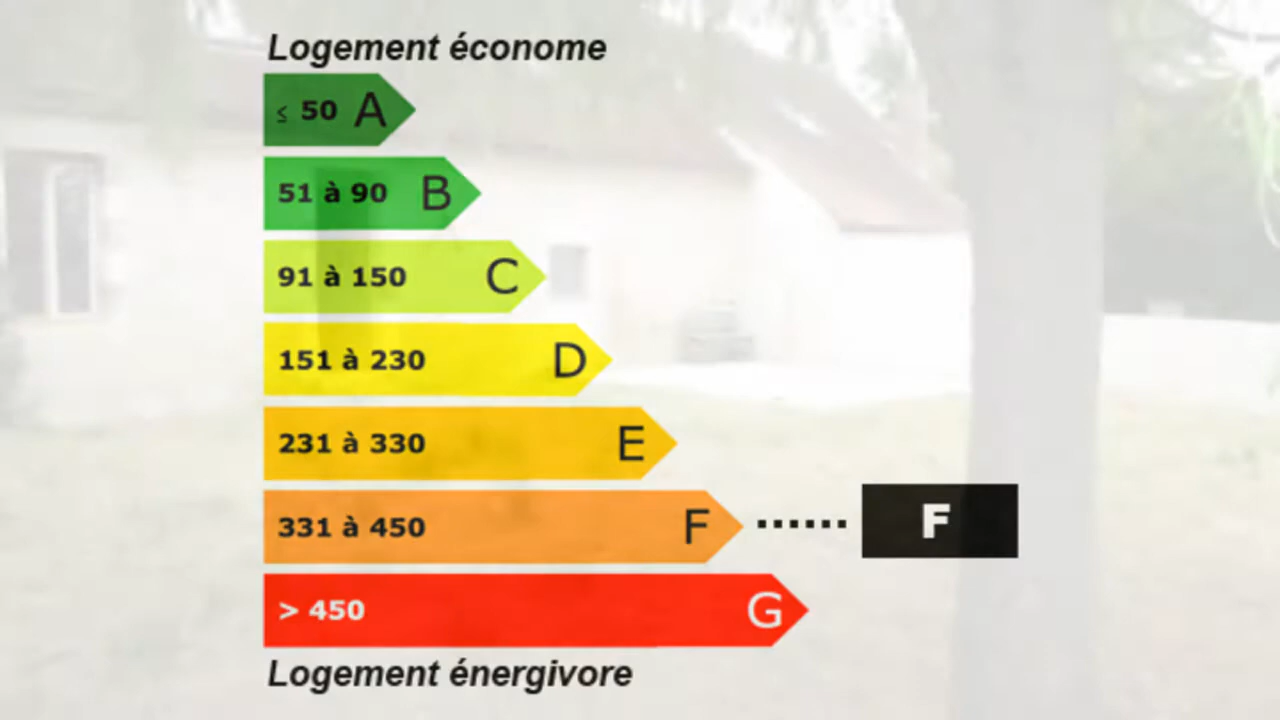 Logement économe
≤ 50 A
51 à 90 B
91 à 150 C
151 à 230 D
231 à 330 E
331 à 450 F F
> 450 G
Logement énergivore